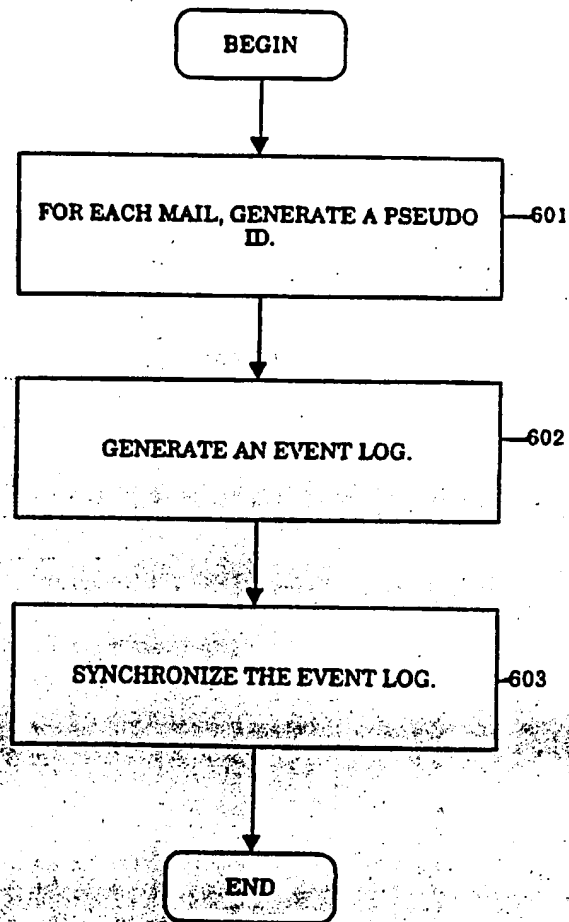 BEGIN
FOR EACH MAIL, GENERATE A PSEUDO
ID.
601
GENERATE AN EVENT LOG.
602
SYNCHRONIZE THE EVENT LOG.
603
END